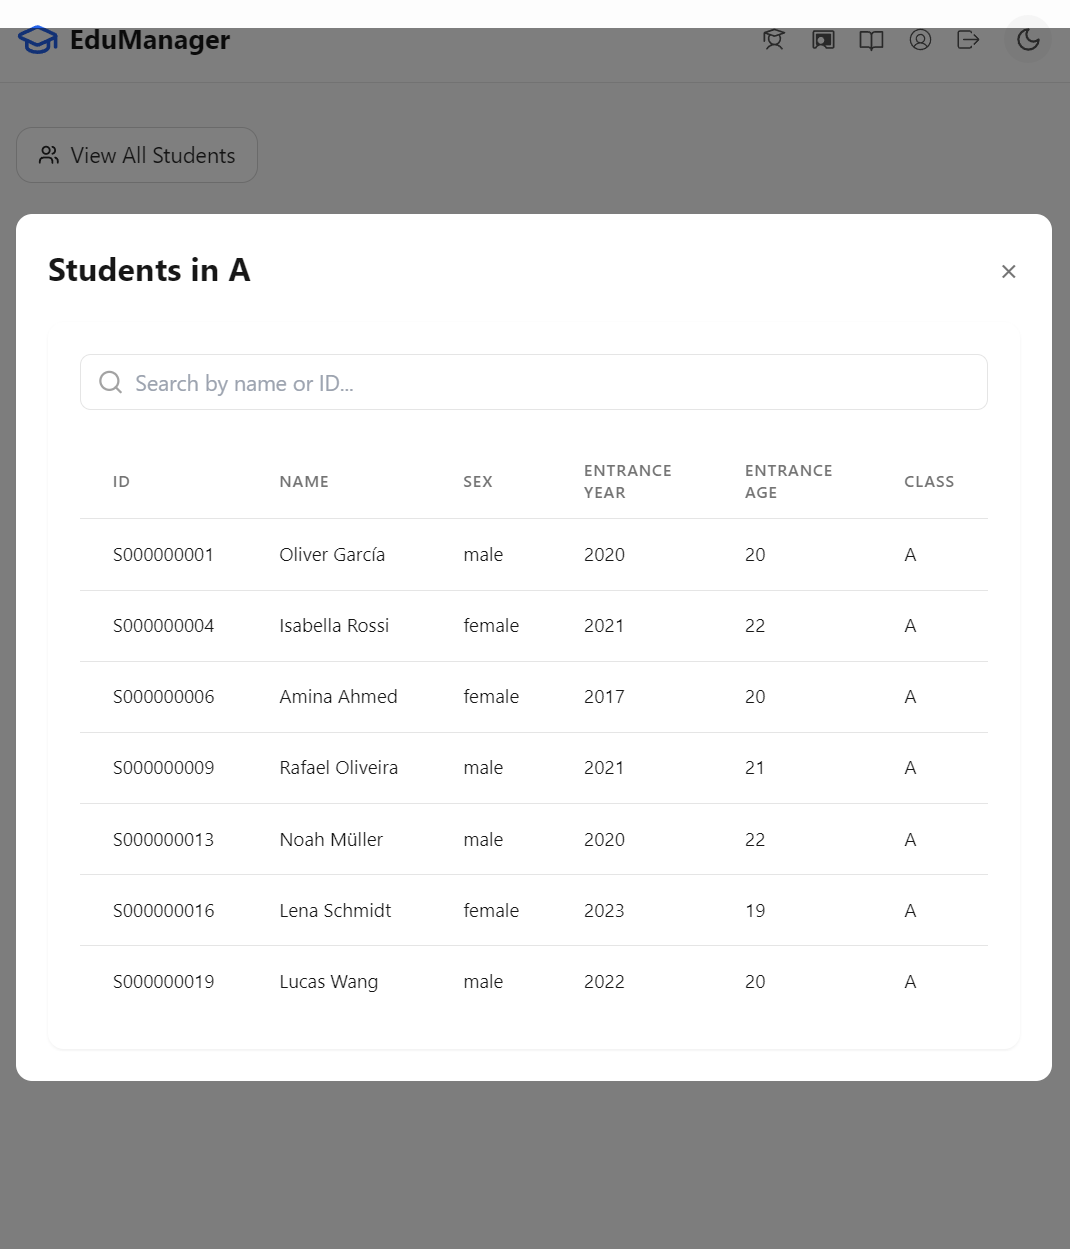 EduManager
View All Students
Students in A
Search by name or ID...
ID NAME SEX ENTRANCE YEAR ENTRANCE AGE CLASS
S000000001 Oliver García male 2020 20 A
S000000004 Isabella Rossi female 2021 22 A
S000000006 Amina Ahmed female 2017 20 A
S000000009 Rafael Oliveira male 2021 21 A
S000000013 Noah Müller male 2020 22 A
S000000016 Lena Schmidt female 2023 19 A
S000000019 Lucas Wang male 2022 20 A